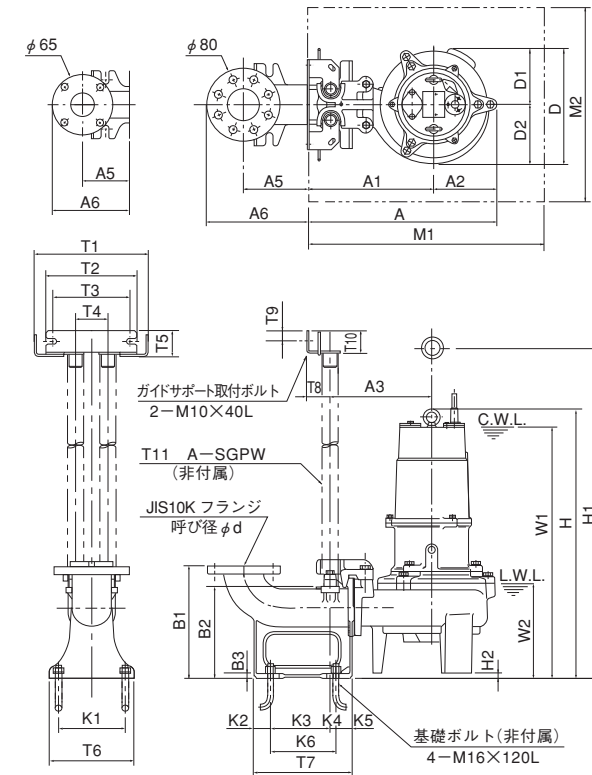 φ65
φ80
A5
A6
A5
A1
A2
A6
A
M1
D1
D2
D
M2
T1
T2
T3
T4
T5
T9
T10
T8
A3
ガイドサポート取付ボルト
2－M10×40L
T11 A－SGPW
(非付属)
JIS10K フランジ
呼び径φd
C.W.L.
L.W.L.
W1
W2
H
H1
H2
B1
B2
B3
K1
T6
K2
K3
K4
K5
K6
T7
基礎ボルト(非付属)
4－M16×120L